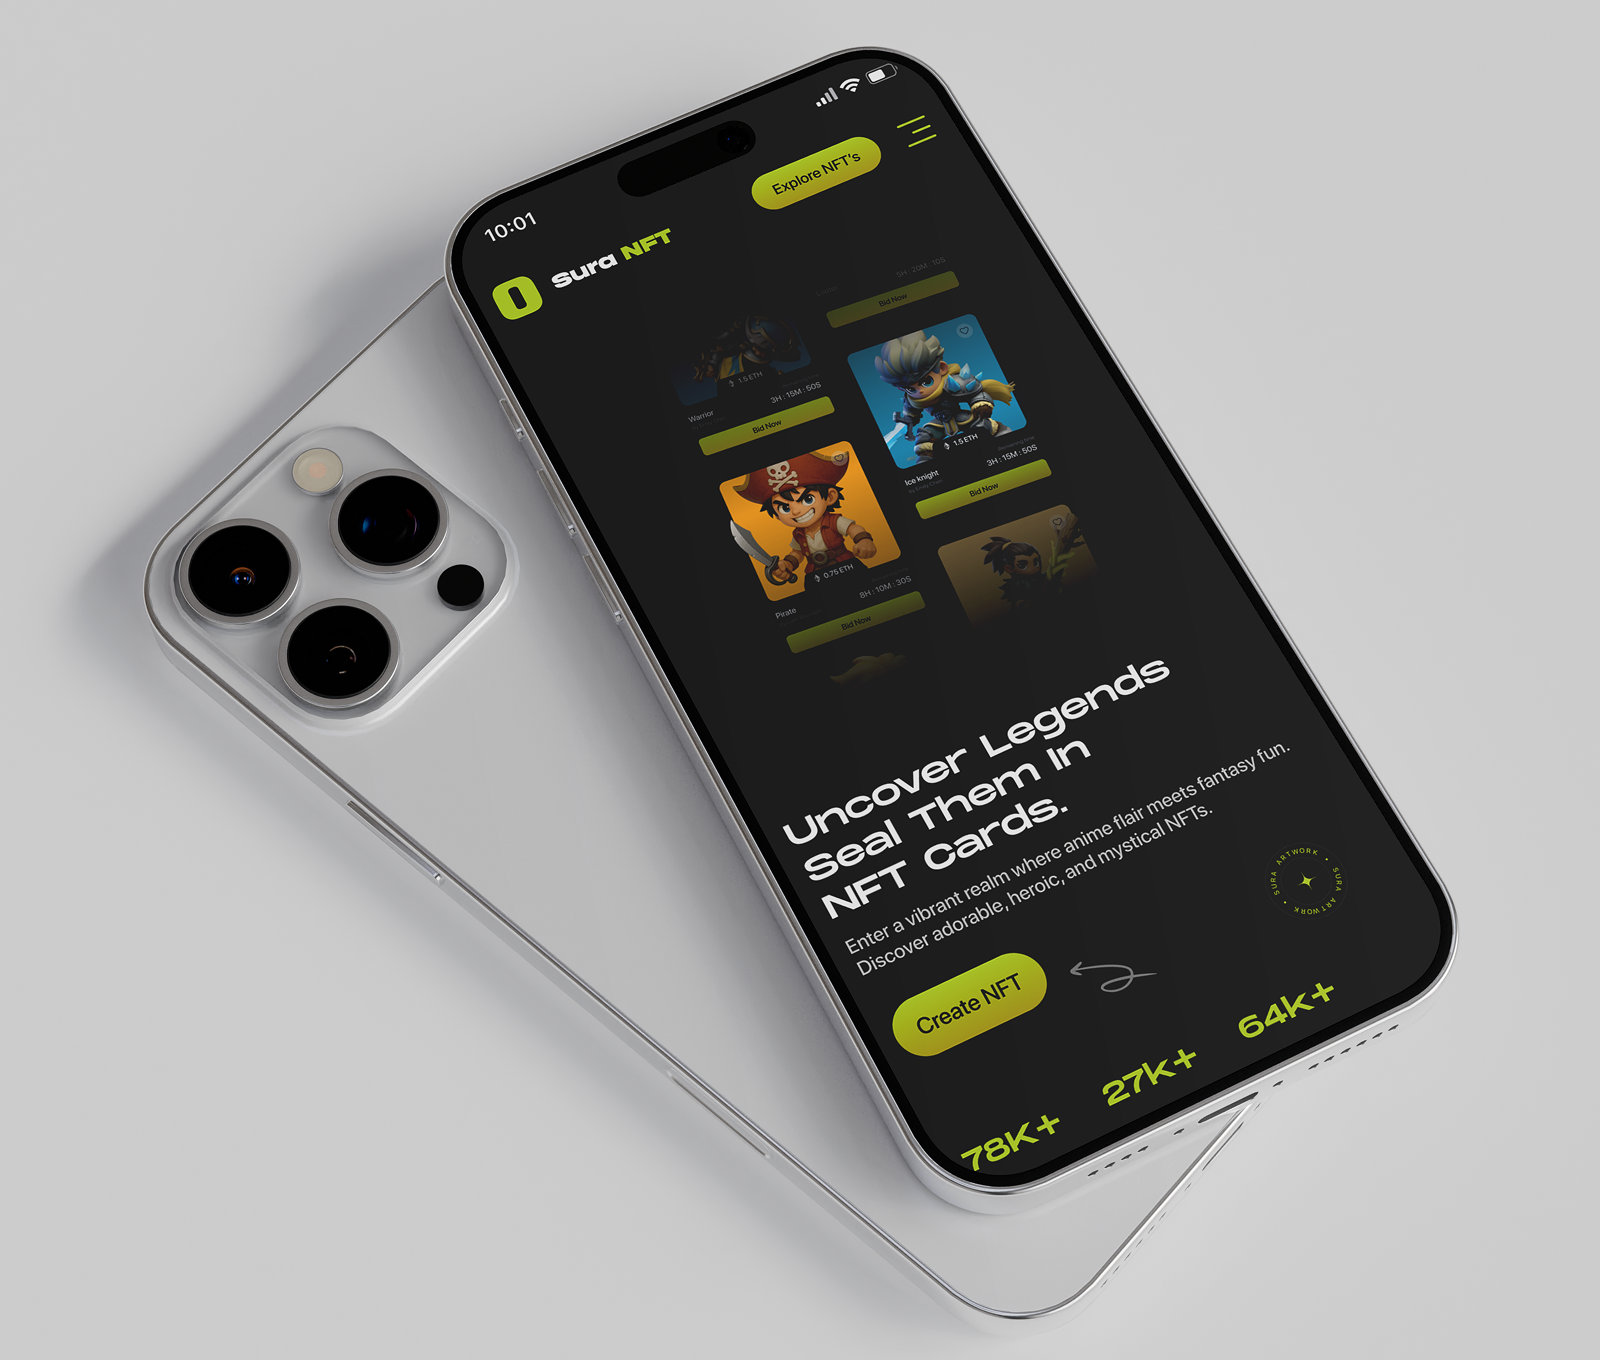 10:01
Sura NFT
Explore NFT's
5H : 20M : 10S
Bid Now
1.5 ETH
Warrior
3H : 15M : 50S
Bid Now
1.5 ETH
Remaining time
Ice knight
3H : 15M : 50S
Bid Now
0.75 ETH
Pirate
8H : 10M : 30S
Bid Now
Uncover Legends
Seal Them In
NFT Cards.
Enter a vibrant realm where anime flair meets fantasy fun.
Discover adorable, heroic, and mystical NFTs.
SURA ARTWORK • SURA ARTWORK •
Create NFT
78K+
27K+
64K+